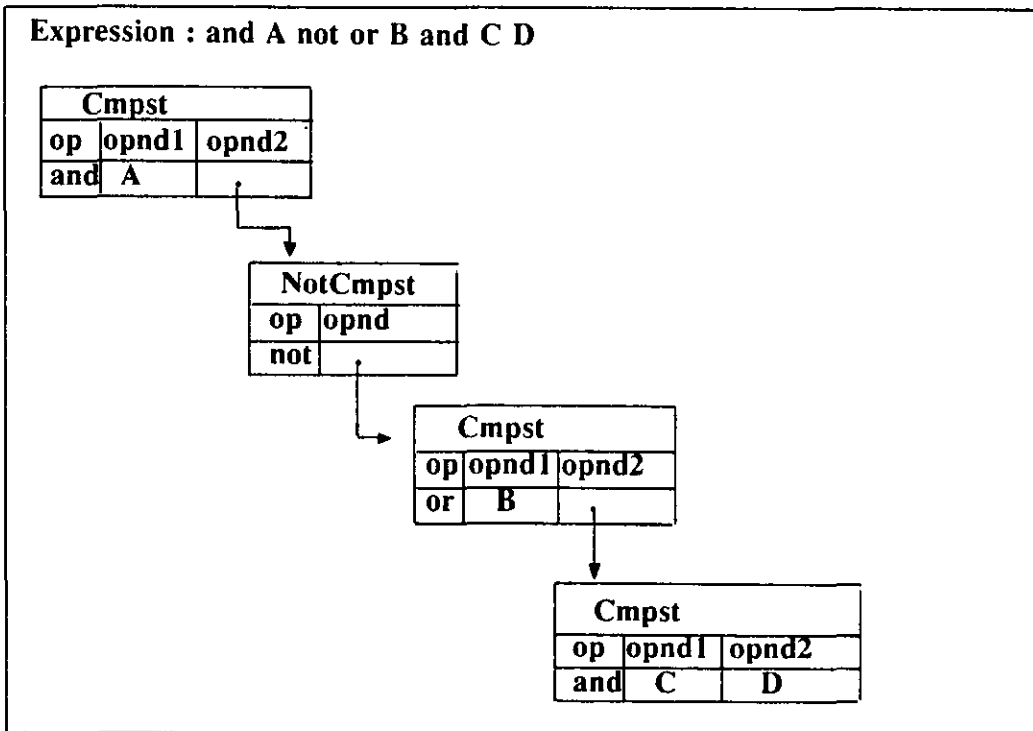 Expression : and A not or B and C D
Cmpst
op opnd1 opnd2
and A
NotCmpst
op opnd
not
Cmpst
op opnd1 opnd2
or B
Cmpst
op opnd1 opnd2
and C D